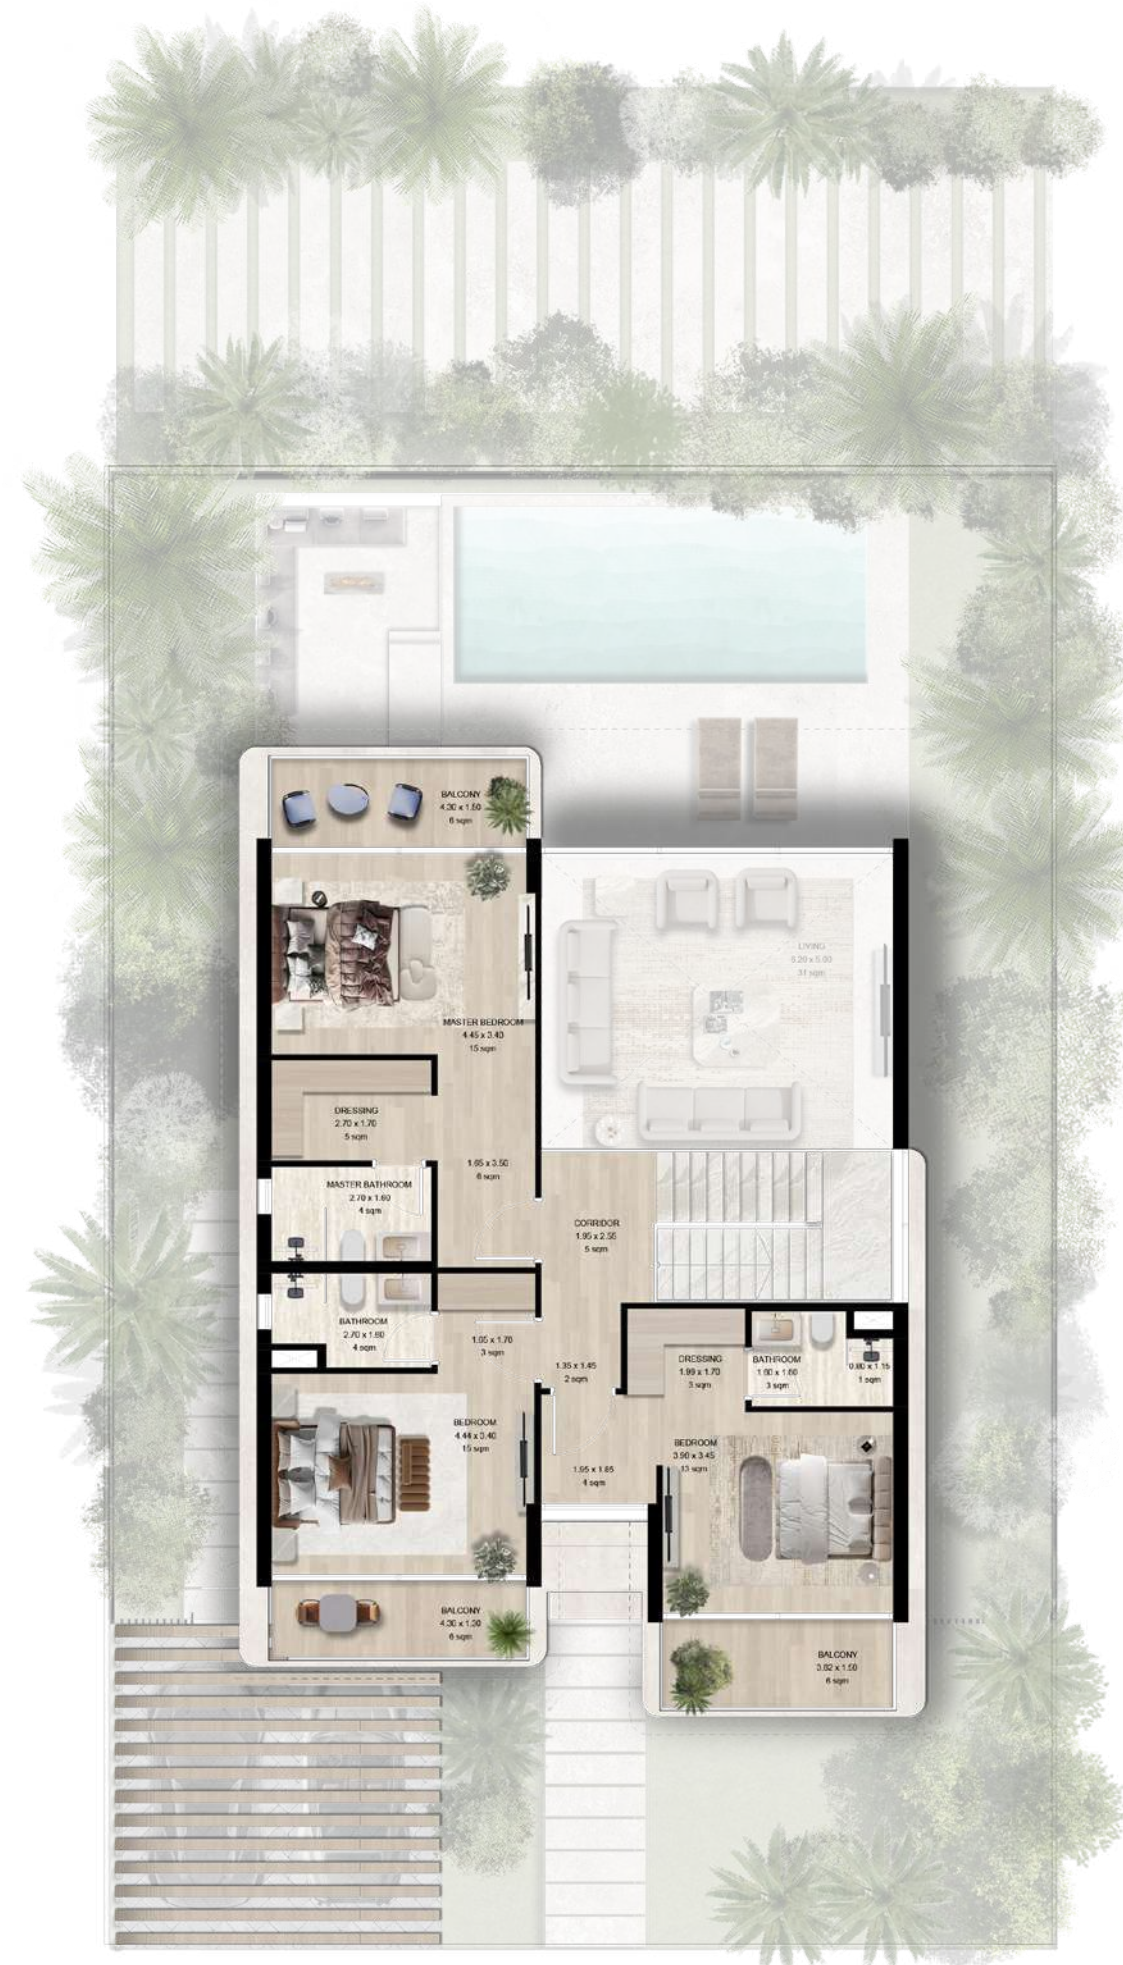 BALCONY
4.30 x 1.50
6 sqm
LIVING
6.20 x 5.00
31 sqm
MASTER BEDROOM
4.45 x 3.40
15 sqm
DRESSING
2.70 x 1.70
5 sqm
1.65 x 3.50
6 sqm
MASTER BATHROOM
2.70 x 1.60
4 sqm
CORRIDOR
1.95 x 2.55
5 sqm
BATHROOM
2.70 x 1.60
4 sqm
1.65 x 1.70
3 sqm
1.35 x 1.45
2 sqm
DRESSING
1.99 x 1.70
3 sqm
BATHROOM
1.60 x 1.60
3 sqm
0.80 x 1.15
1 sqm
BEDROOM
4.44 x 3.40
15 sqm
BEDROOM
3.90 x 3.45
13 sqm
1.95 x 1.85
4 sqm
BALCONY
4.30 x 1.30
6 sqm
BALCONY
3.82 x 1.50
6 sqm